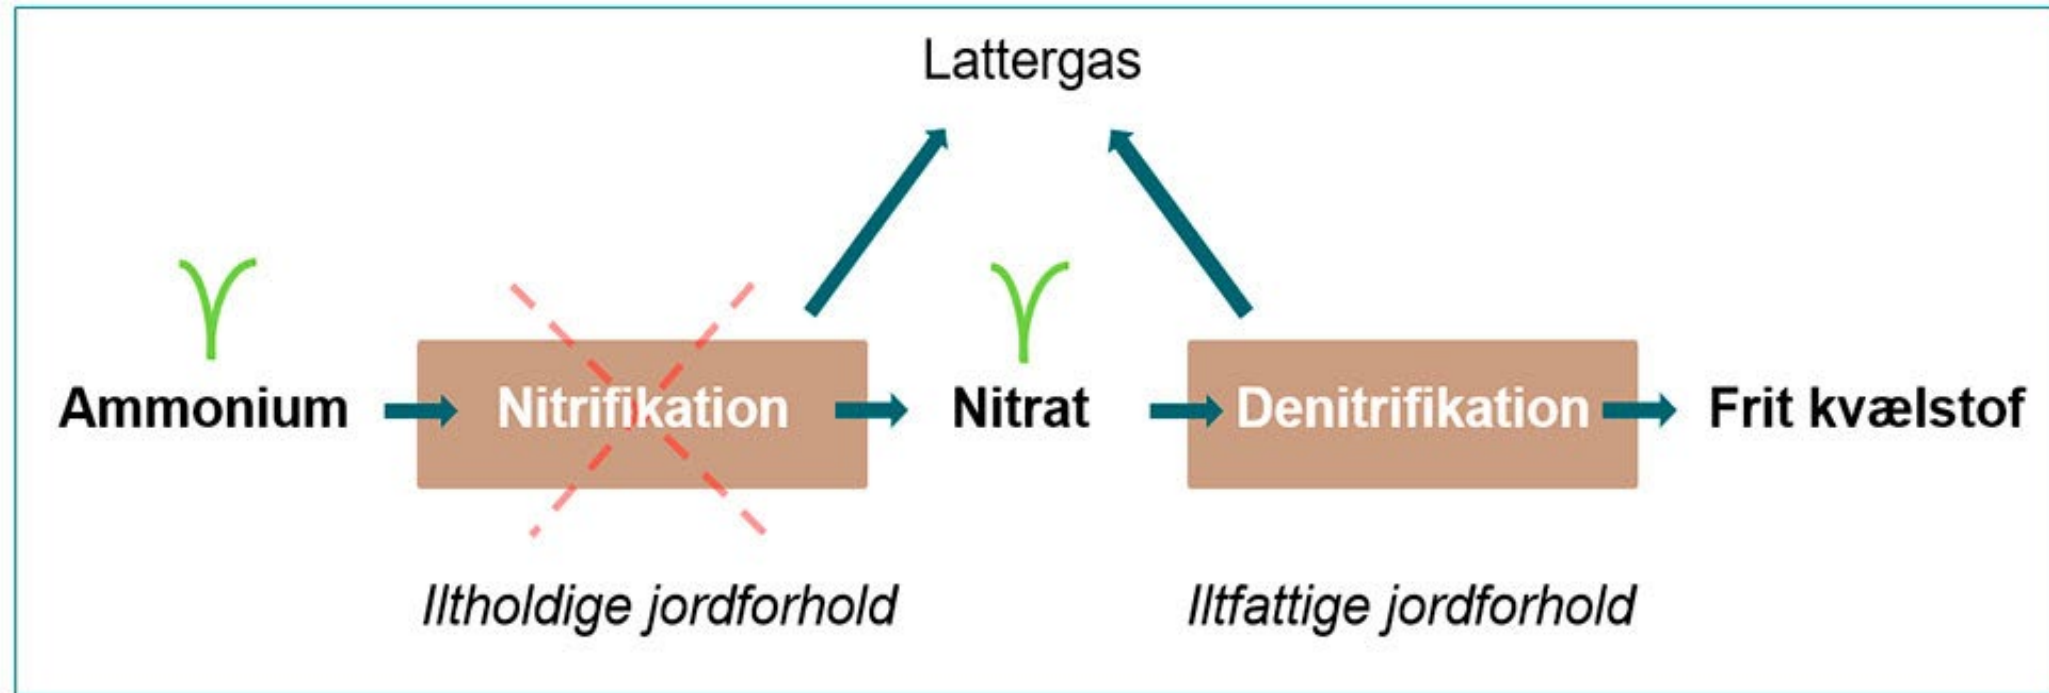 Lattergas
Ammonium Nitrifikation Nitrat Denitrifikation Frit kvælstof
Iltholdige jordforhold Iltfattige jordforhold